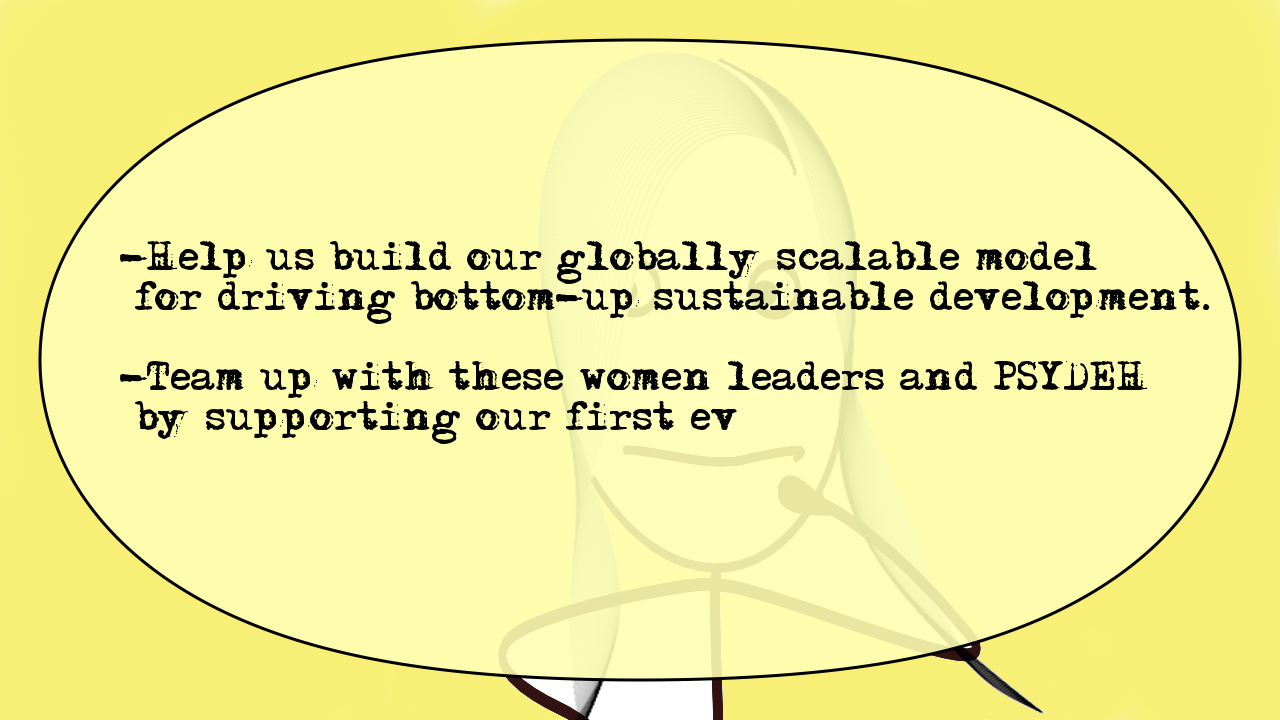 -Help us build our globally scalable model
for driving bottom-up sustainable development.
-Team up with these women leaders and PSYDEH
by supporting our first ev